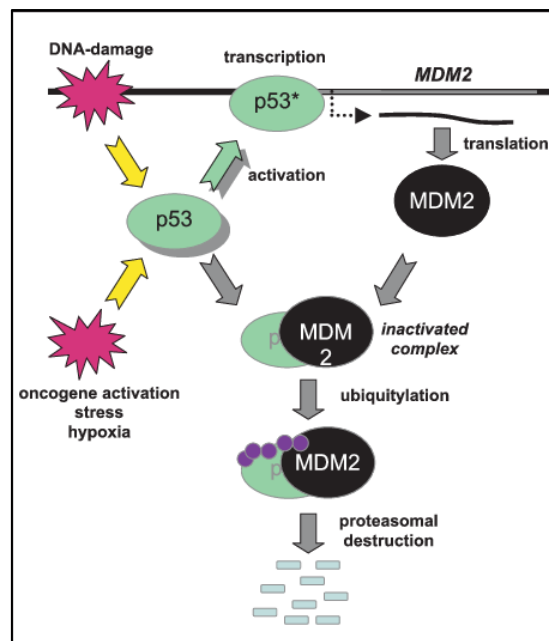 DNA-damage
transcription
MDM2
p53*
translation
activation
MDM2
p53
p
MDM
2
inactivated
complex
oncogene activation
stress
hypoxia
ubiquitylation
p
MDM2
proteasomal
destruction